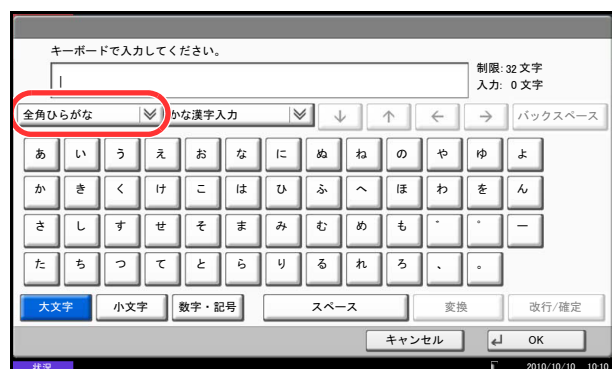 キーボードで入力してください。
制限: 32 文字
入力: 0 文字
全角ひらがな かな漢字入力 ↓ ↑ ← → バックスペース
あ い う え お な に ぬ ね の や ゆ よ
か き く け こ は ひ ふ へ ほ わ を ん
さ し す せ そ ま み む め も ゛ ゜ ー
た ち つ て と ら り る れ ろ 、 。
大文字 小文字 数字・記号 スペース 変換 改行/確定
キャンセル OK
状況 2010/10/10 10:10